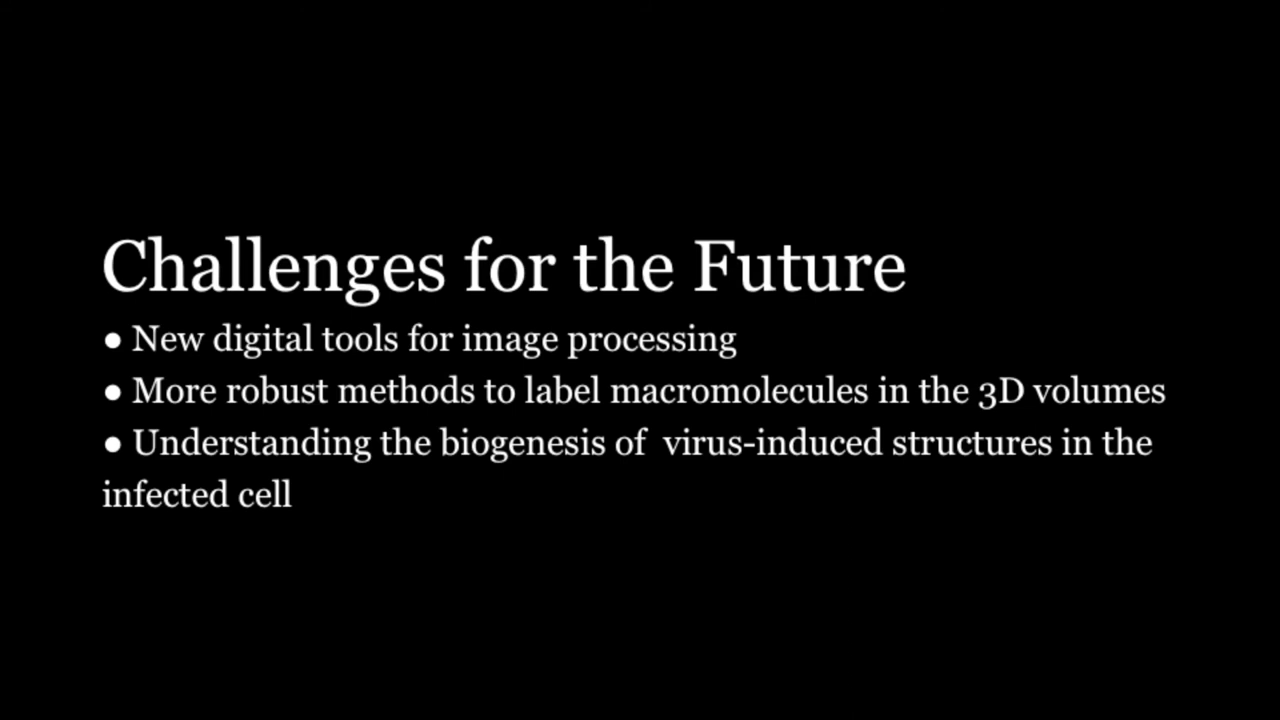 Challenges for the Future
● New digital tools for image processing
● More robust methods to label macromolecules in the 3D volumes
● Understanding the biogenesis of  virus-induced structures in the
infected cell